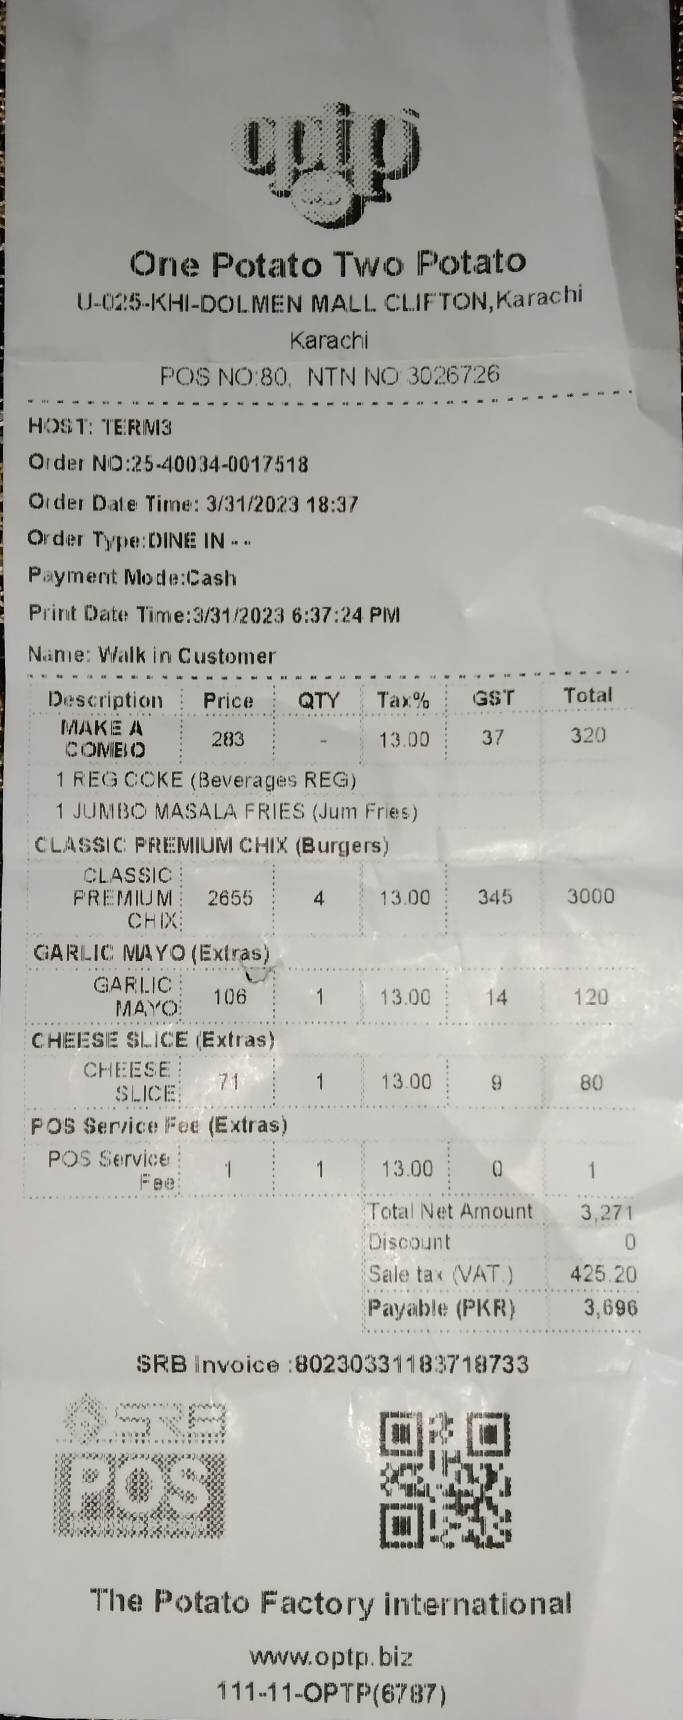 optp
One Potato Two Potato
U-025-KHI-DOLMEN MALL CLIFTON,Karachi
Karachi
POS NO:80, NTN NO 3026726
HOST: TERM3
Order NO:25-40034-0017518
Order Date Time: 3/31/2023 18:37
Order Type:DINE IN - -
Payment Mode:Cash
Print Date Time:3/31/2023 6:37:24 PM
Name: Walk in Customer
Description Price QTY Tax% GST Total
MAKE A COMBO 283 - 13.00 37 320
1 REG COKE (Beverages REG)
1 JUMBO MASALA FRIES (Jum Fries)
CLASSIC PREMIUM CHIX (Burgers)
CLASSIC PREMIUM CHIX 2655 4 13.00 345 3000
GARLIC MAYO (Extras)
GARLIC MAYO 106 1 13.00 14 120
CHEESE SLICE (Extras)
CHEESE SLICE 71 1 13.00 9 80
POS Service Fee (Extras)
POS Service Fee 1 1 13.00 0 1
Total Net Amount 3,271
Discount 0
Sale tax (VAT.) 425.20
Payable (PKR) 3,696
SRB Invoice :80230331183718733
SRB
POS
The Potato Factory international
www.optp.biz
111-11-OPTP(6787)